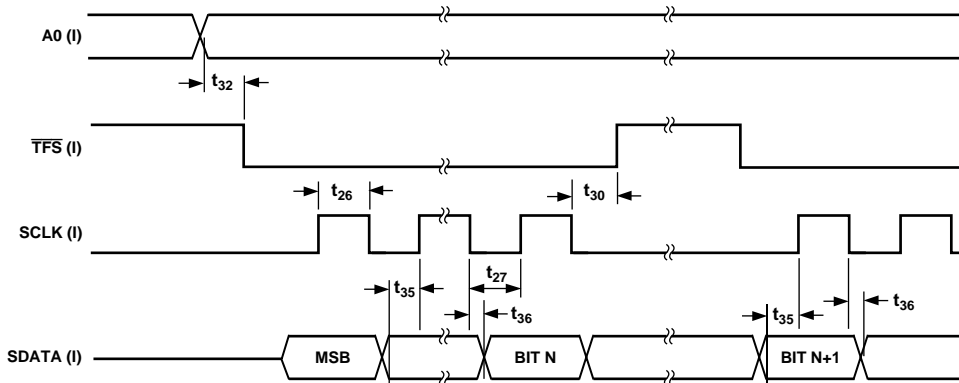 A0 (I)
t32
TFS (I)
t26
t30
SCLK (I)
t27
t35
t36
t35
t36
SDATA (I)
MSB
BIT N
BIT N+1